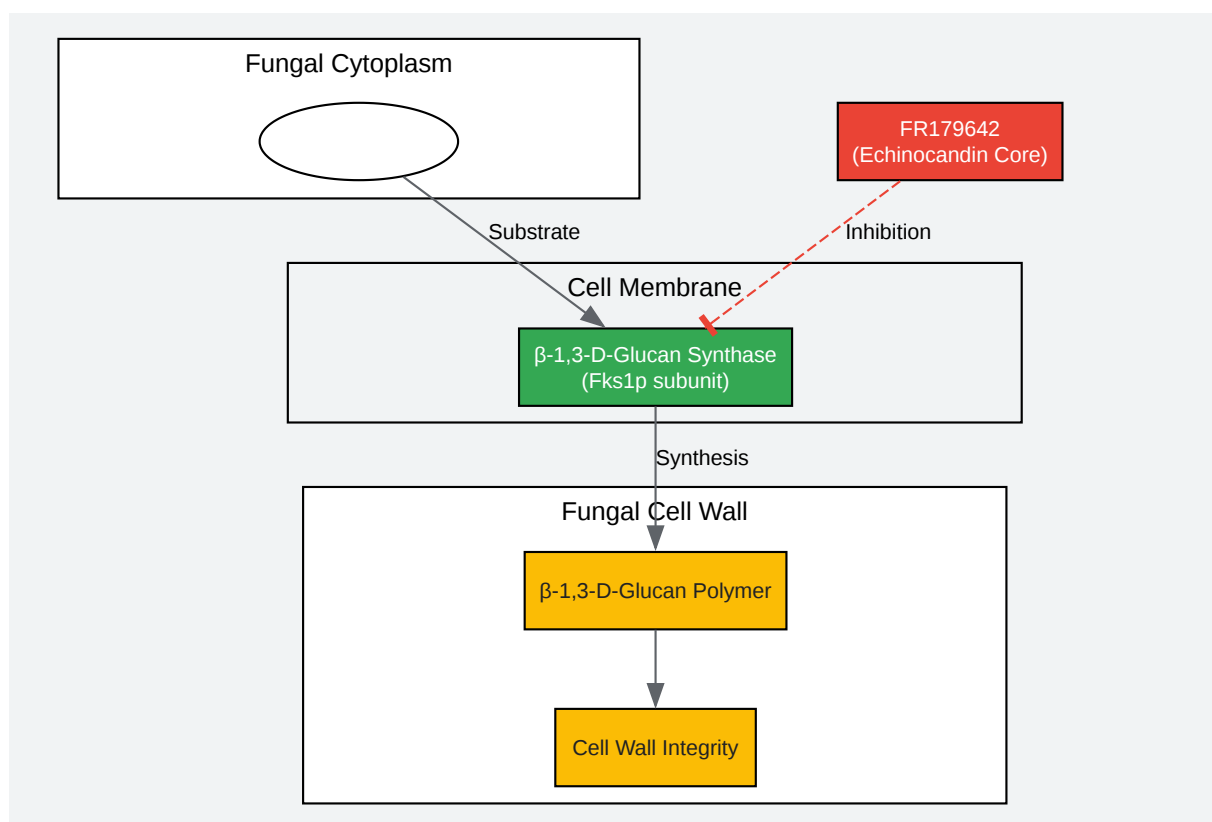 Fungal Cytoplasm
FR179642
(Echinocandin Core)
Substrate
Inhibition
Cell Membrane
β-1,3-D-Glucan Synthase
(Fks1p subunit)
Synthesis
Fungal Cell Wall
β-1,3-D-Glucan Polymer
Cell Wall Integrity